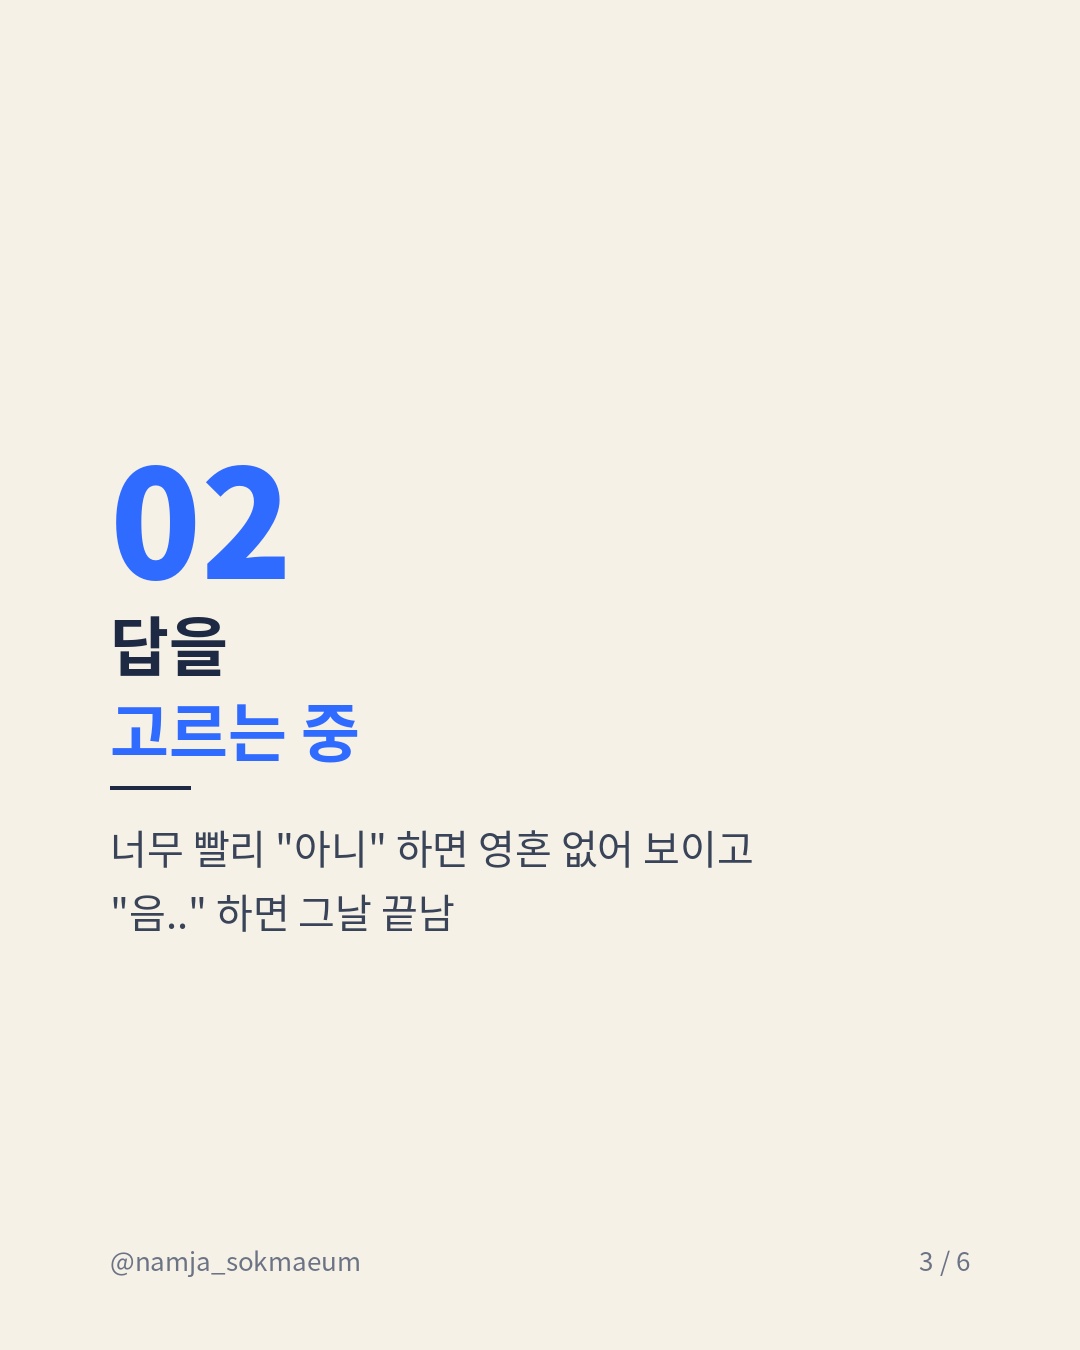 02
답을
고르는 중
너무 빨리 "아니" 하면 영혼 없어 보이고
"음.." 하면 그날 끝남
@namja_sokmaeum
3 / 6